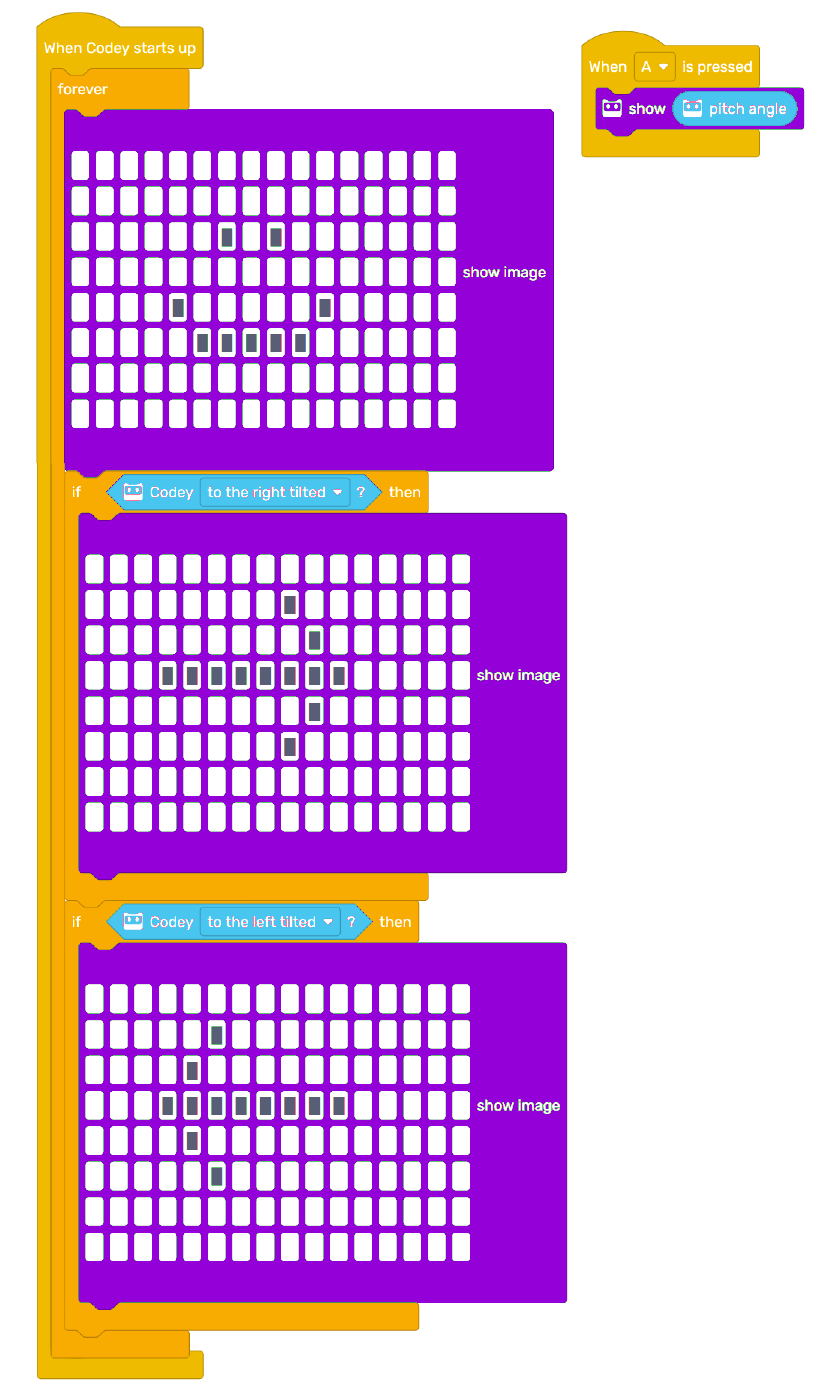 When Codey starts up
forever
show image
if Codey to the right tilted ? then
show image
if Codey to the left tilted ? then
show image
When A is pressed
show pitch angle